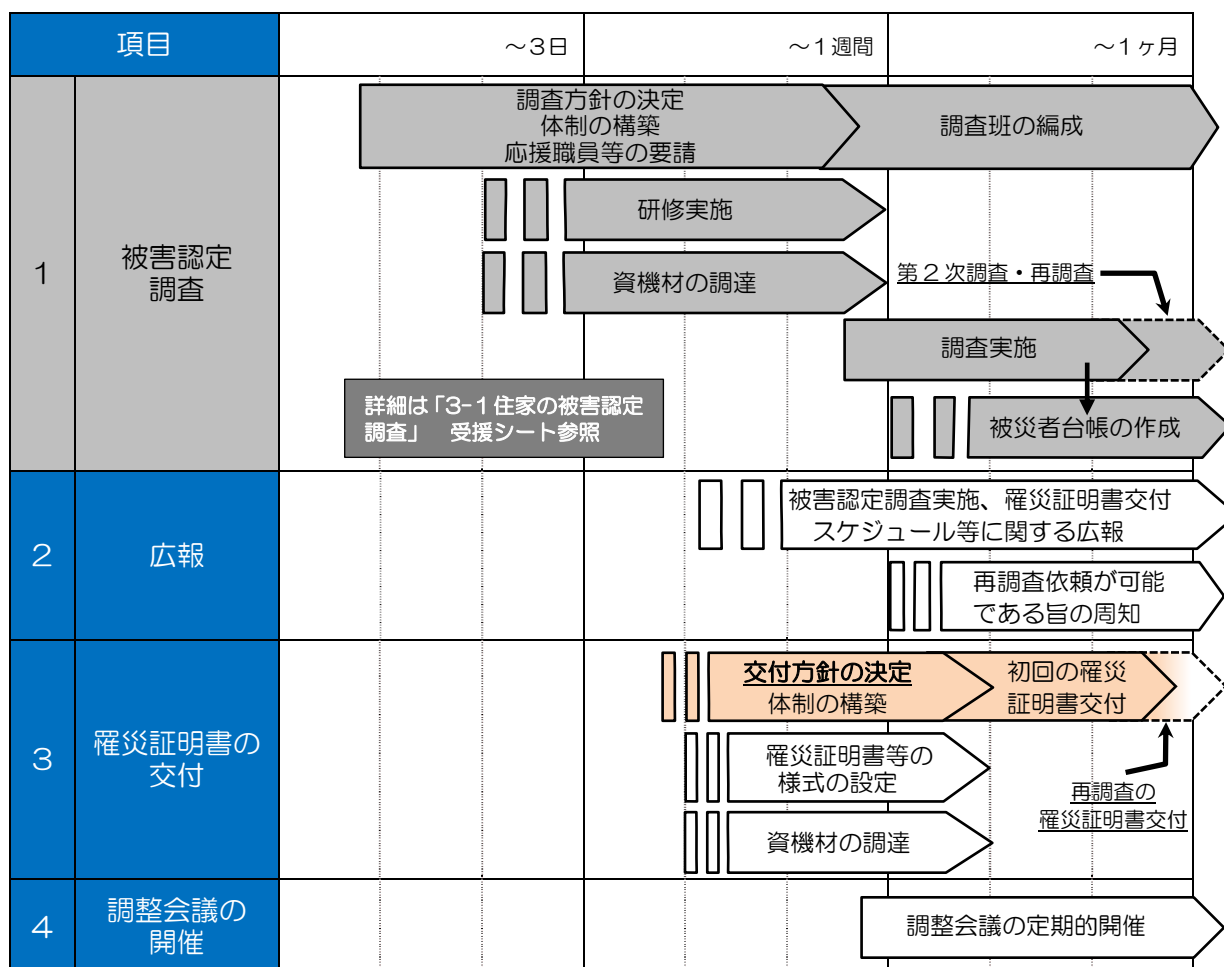 項目
～3日
～1週間
～1ヶ月
1
被害認定
調査
調査方針の決定
体制の構築
応援職員等の要請
調査班の編成
研修実施
資機材の調達
第2次調査・再調査
調査実施
詳細は「3-1住家の被害認定
調査」　受援シート参照
被災者台帳の作成
2
広報
被害認定調査実施、罹災証明書交付
スケジュール等に関する広報
再調査依頼が可能
である旨の周知
3
罹災証明書の
交付
交付方針の決定
体制の構築
初回の罹災
証明書交付
罹災証明書等の
様式の設定
再調査の
罹災証明書交付
資機材の調達
4
調整会議の
開催
調整会議の定期的開催